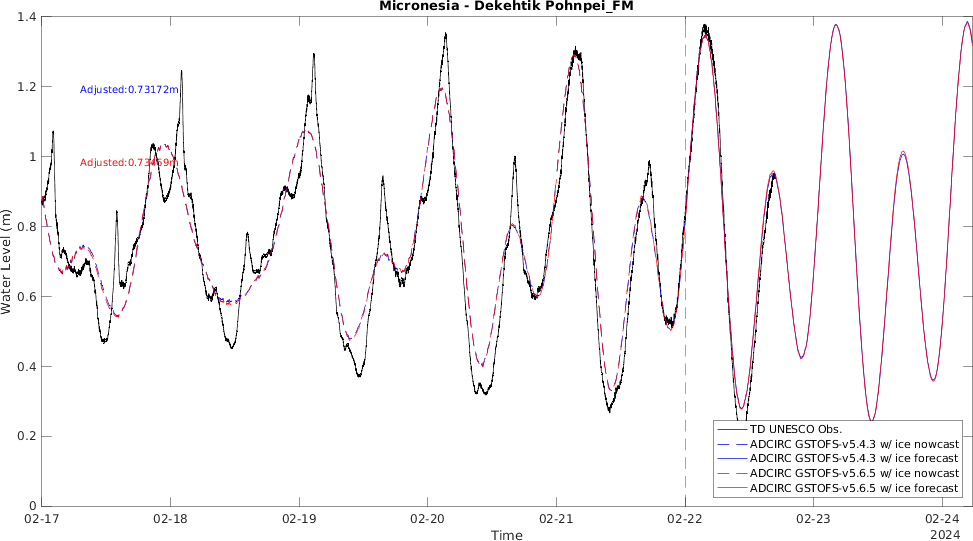 Micronesia - Dekehtik Pohnpei_FM
1.4
1.2
1
0.8
0.6
0.4
0.2
0
Water Level (m)
Adjusted:0.73172m
02-17
02-18
02-19
02-20
02-21
02-22
02-23
02-24
Time
2024
TD UNESCO Obs.
ADCIRC GSTOFS-v5.4.3 w/ ice nowcast
ADCIRC GSTOFS-v5.4.3 w/ ice forecast
ADCIRC GSTOFS-v5.6.5 w/ ice nowcast
ADCIRC GSTOFS-v5.6.5 w/ ice forecast